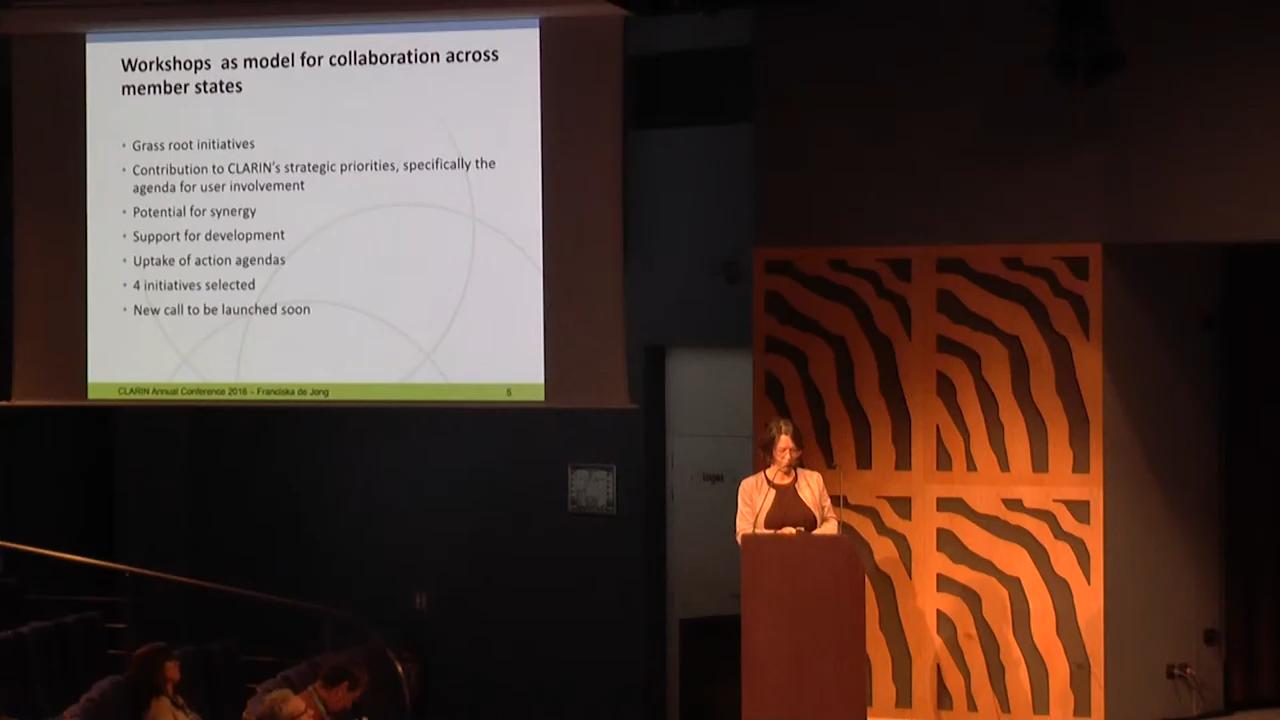 Workshops as model for collaboration across
member states
• Grass root initiatives
• Contribution to CLARIN's strategic priorities, specifically the
agenda for user involvement
• Potential for synergy
• Support for development
• Uptake of action agendas
• 4 initiatives selected
• New call to be launched soon
CLARIN Annual Conference 2016 – Franciska de Jong 5